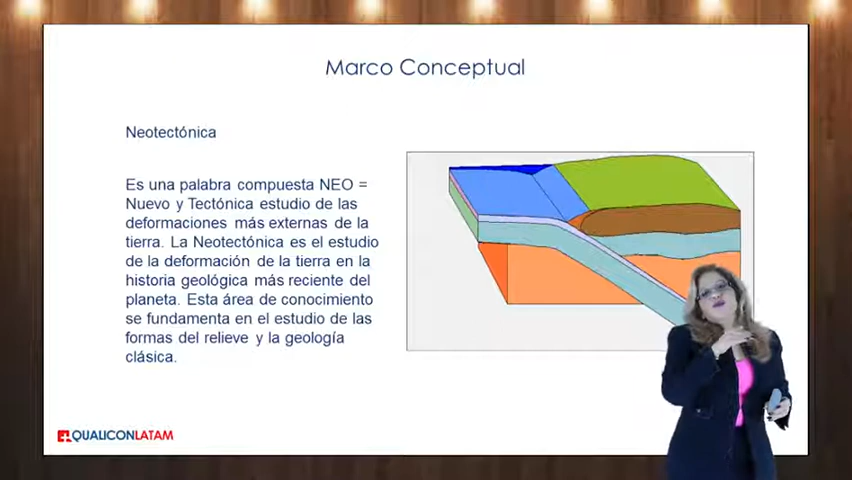 Marco Conceptual
Neotectónica
Es una palabra compuesta NEO =
Nuevo y Tectónica estudio de las
deformaciones más externas de la
tierra. La Neotectónica es el estudio
de la deformación de la tierra en la
historia geológica más reciente del
planeta. Esta área de conocimiento
se fundamenta en el estudio de las
formas del relieve y la geología
clásica.
QUALICONLATAM